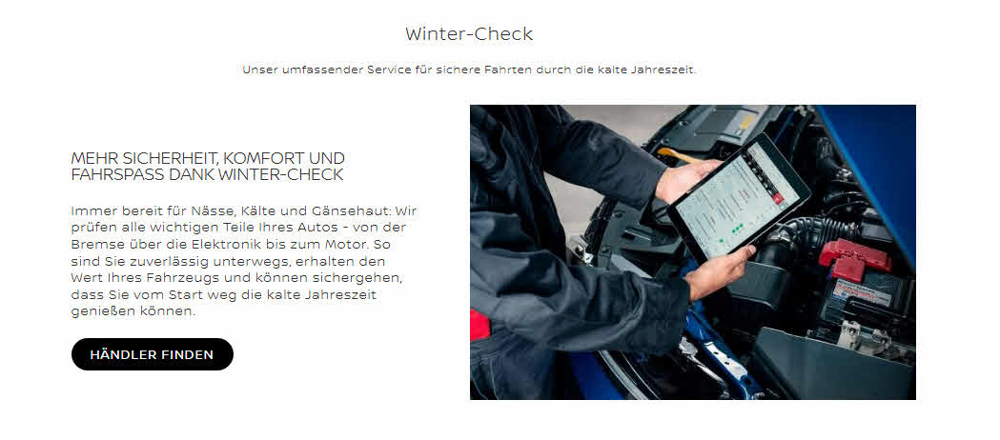 Winter-Check
Unser umfassender Service für sichere Fahrten durch die kalte Jahreszeit.
MEHR SICHERHEIT, KOMFORT UND
FAHRSPASS DANK WINTER-CHECK
Immer bereit für Nässe, Kälte und Gänsehaut: Wir
prüfen alle wichtigen Teile Ihres Autos – von der
Bremse über die Elektronik bis zum Motor. So
sind Sie zuverlässig unterwegs, erhalten den
Wert Ihres Fahrzeugs und können sichergehen,
dass Sie vom Start weg die kalte Jahreszeit
genießen können.
HÄNDLER FINDEN